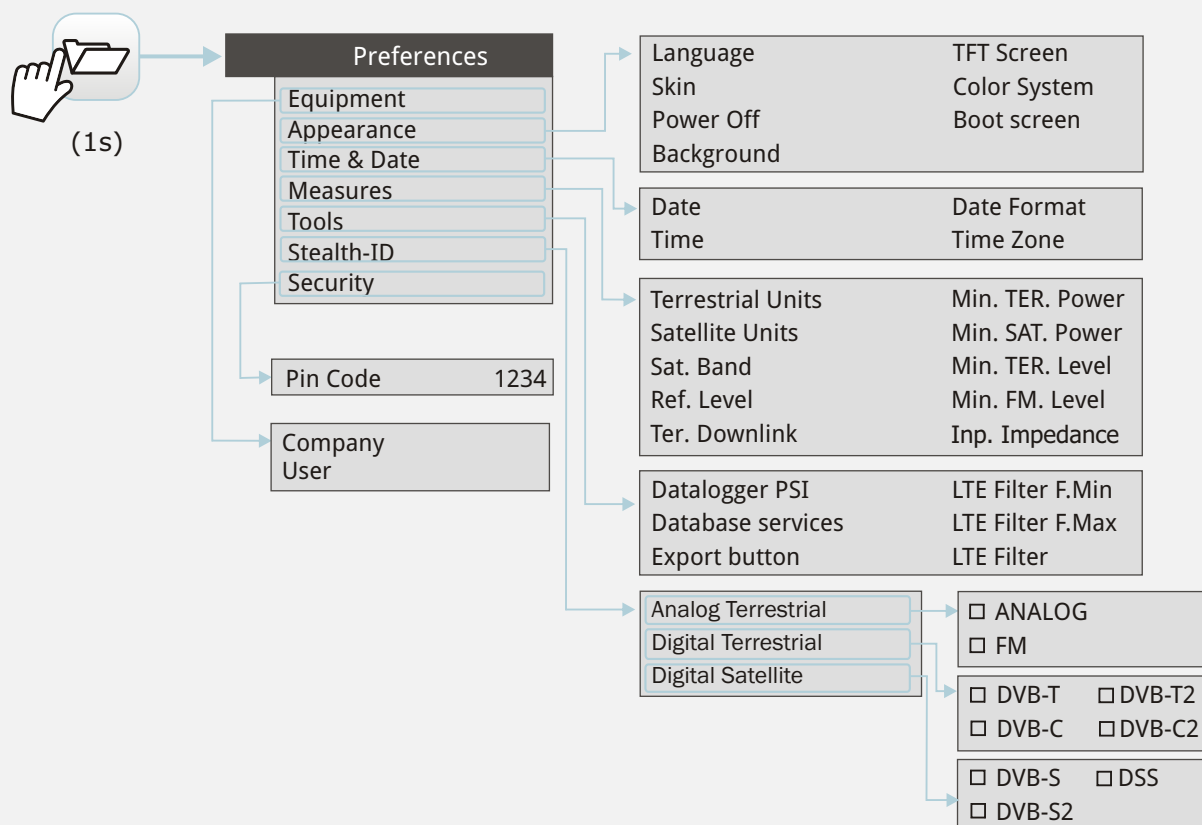 (1s)
Preferences
Equipment
Appearance
Time & Date
Measures
Tools
Stealth-ID
Security
Pin Code 1234
Company
User
Language TFT Screen
Skin Color System
Power Off Boot screen
Background
Date Date Format
Time Time Zone
Terrestrial Units Min. TER. Power
Satellite Units Min. SAT. Power
Sat. Band Min. TER. Level
Ref. Level Min. FM. Level
Ter. Downlink Inp. Impedance
Datalogger PSI LTE Filter F.Min
Database services LTE Filter F.Max
Export button LTE Filter
Analog Terrestrial
Digital Terrestrial
Digital Satellite
ANALOG
FM
DVB-T DVB-T2
DVB-C DVB-C2
DVB-S DSS
DVB-S2